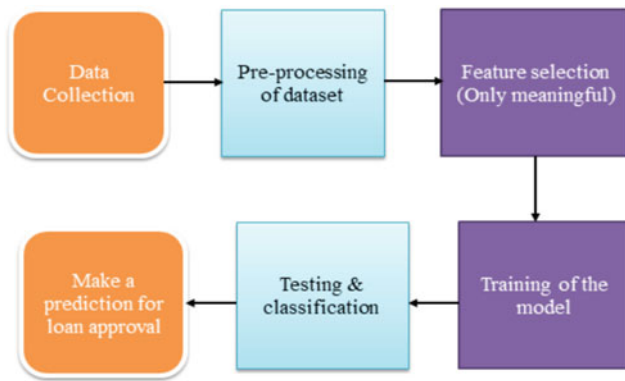 Data
Collection
Pre-processing
of dataset
Feature selection
(Only meaningful)
Training of the
model
Testing &
classification
Make a
prediction for
loan approval